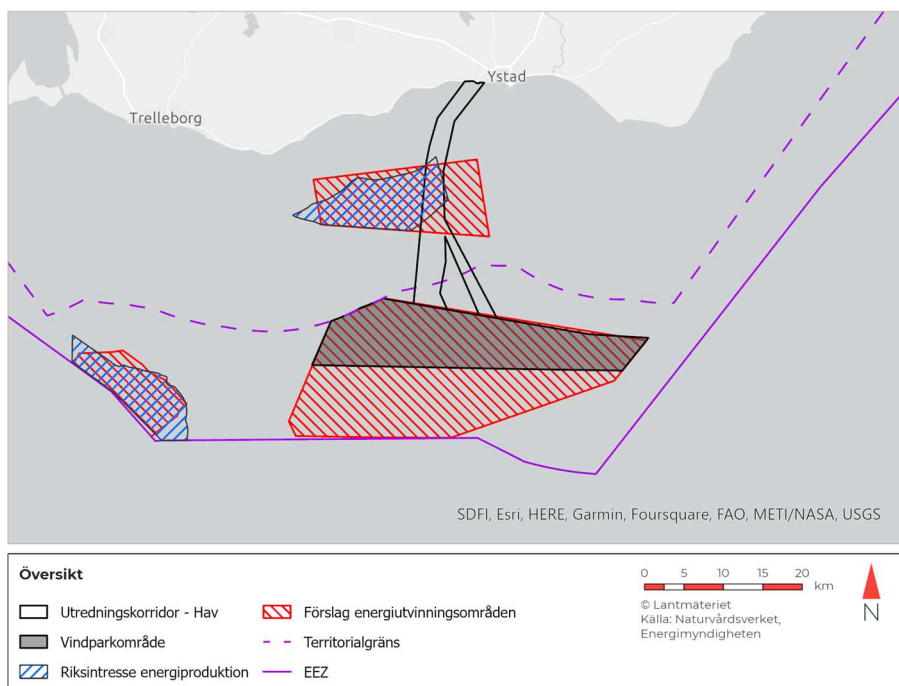 Ystad
Trelleborg
SDFI, Esri, HERE, Garmin, Foursquare, FAO, METI/NASA, USGS
Översikt
Utredningskorridor - Hav
Vindparkområde
Riksintresse energiproduktion
Förslag energiutvinningsområden
Territorialgräns
EEZ
0 5 10 15 20
km
© Lantmäteriet
Källa: Naturvårdsverket,
Energimyndigheten
N